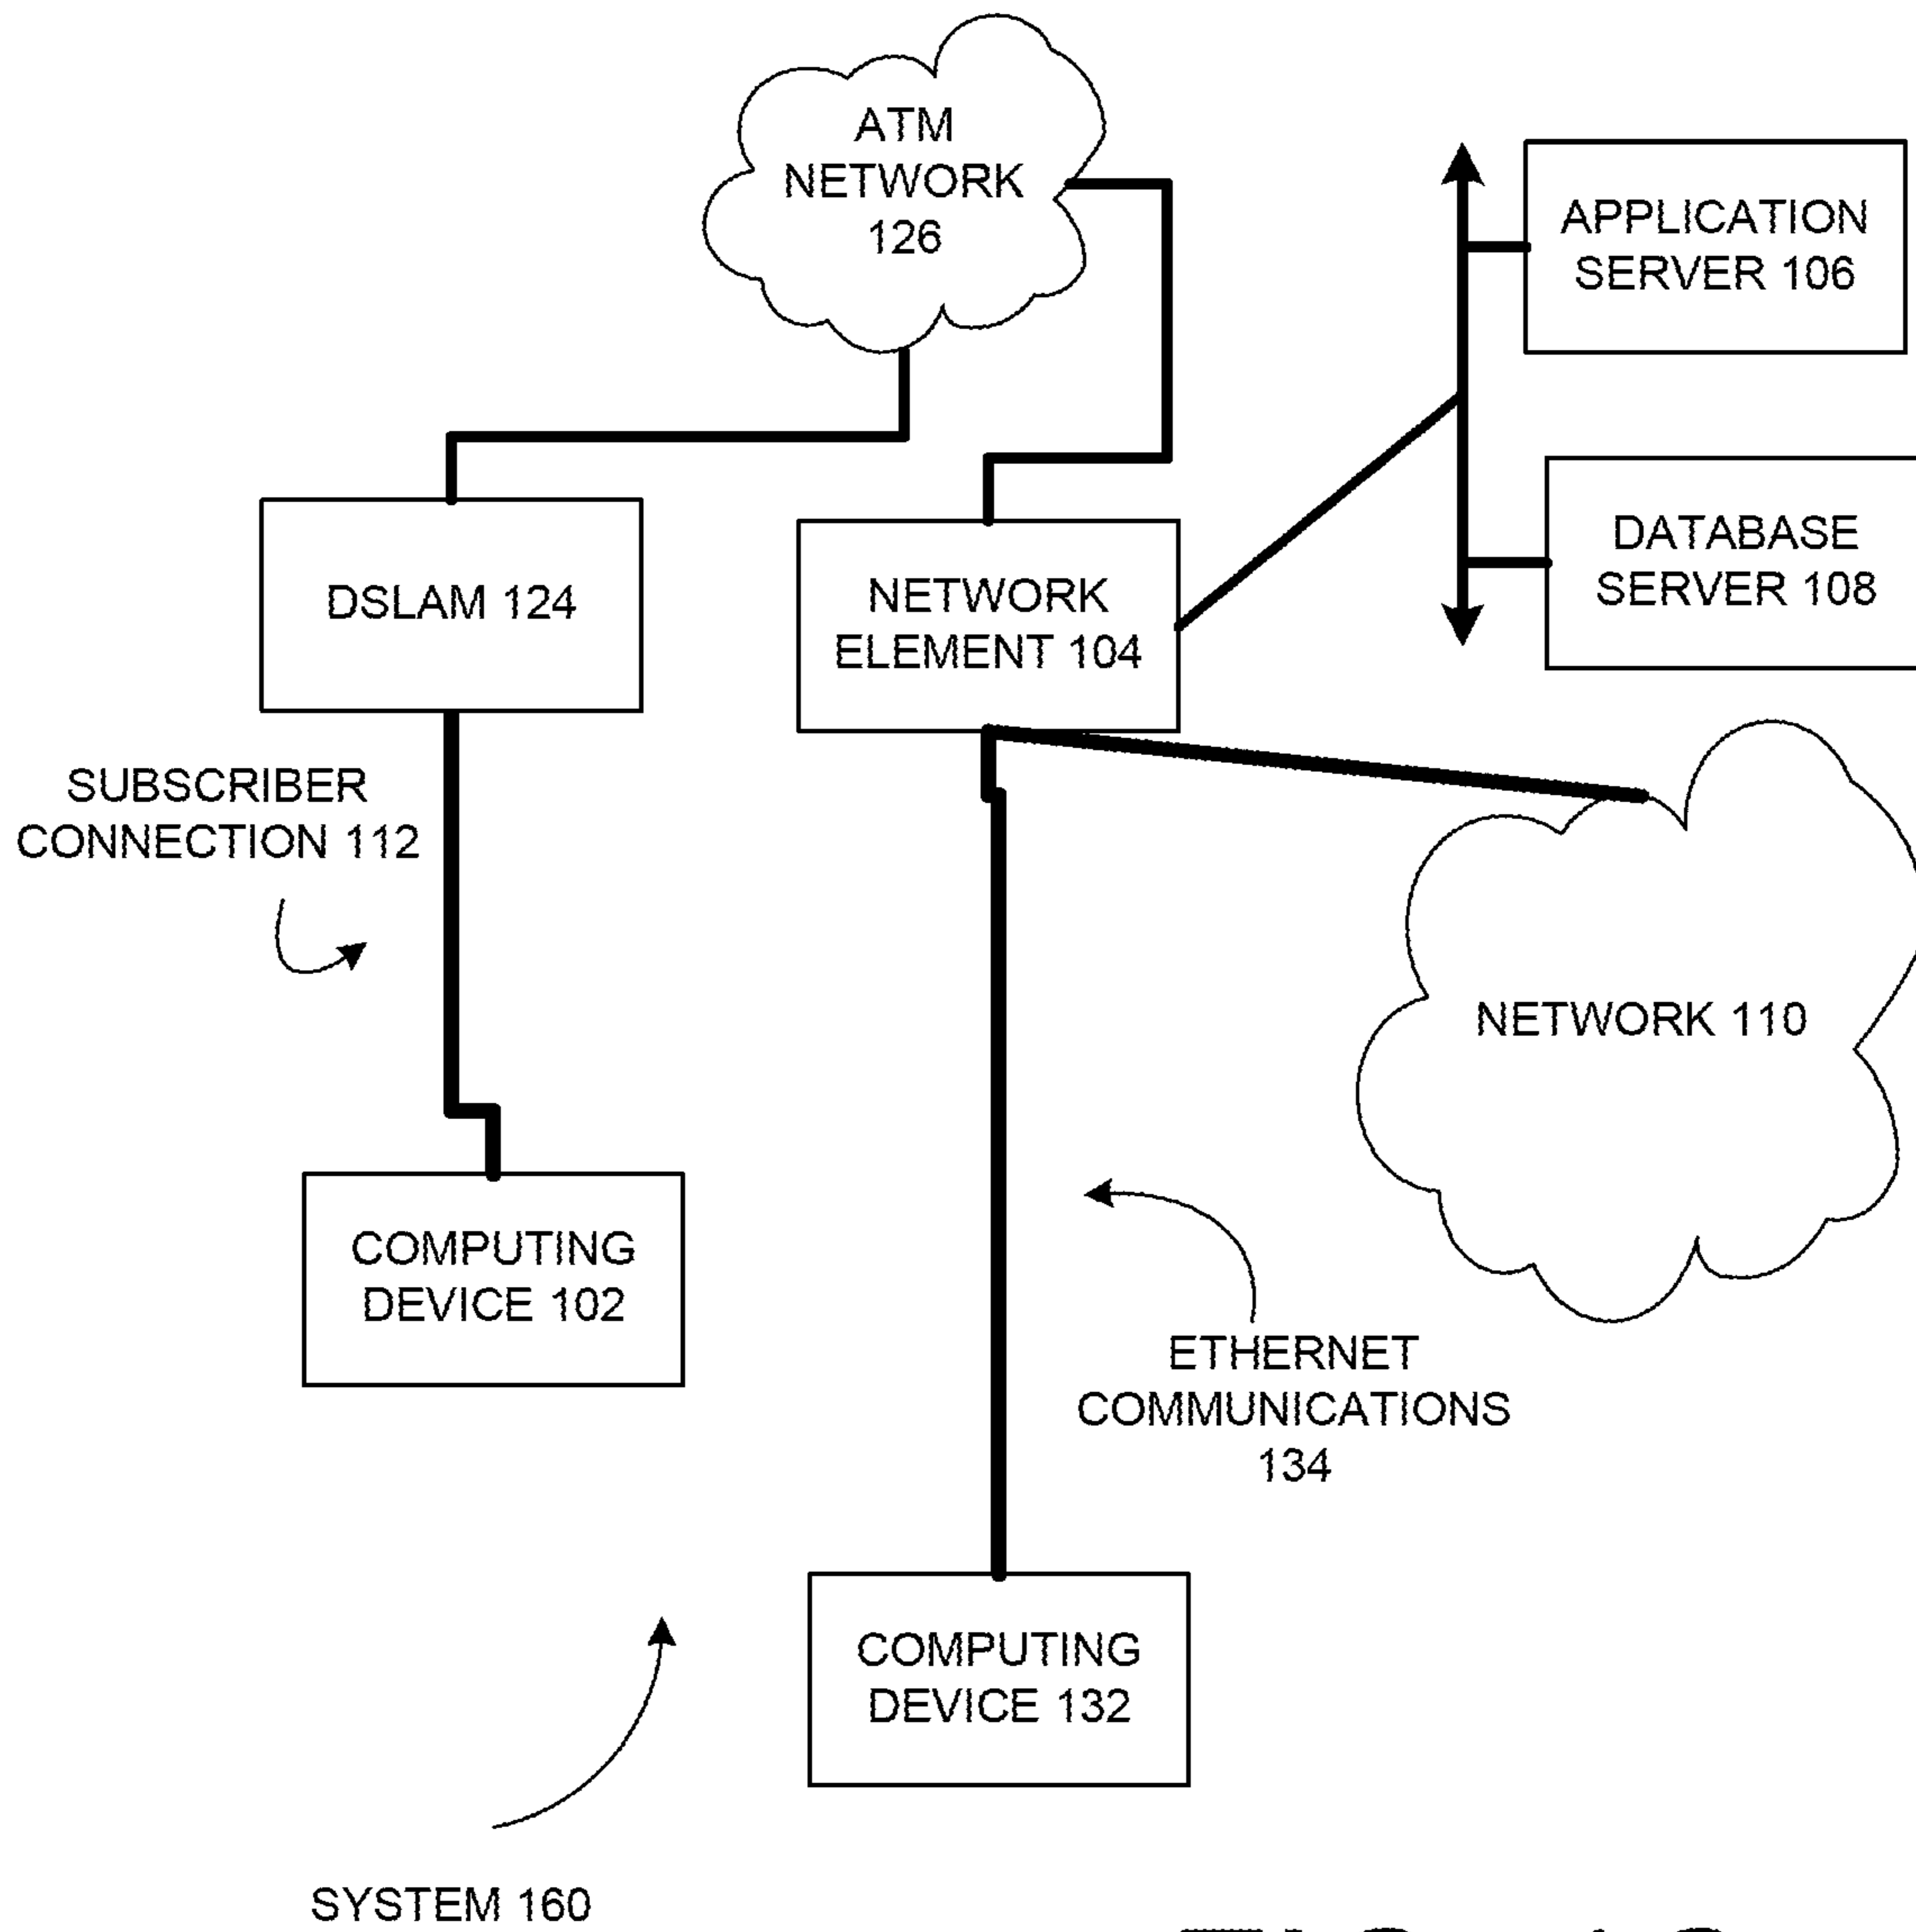 ATM
NETWORK
126
APPLICATION
SERVER 106
DATABASE
SERVER 108
DSLAM 124
NETWORK
ELEMENT 104
SUBSCRIBER
CONNECTION 112
NETWORK 110
COMPUTING
DEVICE 102
ETHERNET
COMMUNICATIONS
134
COMPUTING
DEVICE 132
SYSTEM 160